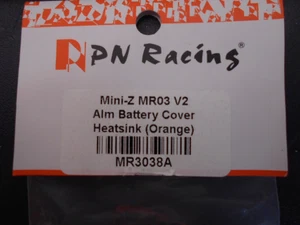 PN Racing®
Mini-Z MR03 V2
Alm Battery Cover
Heatsink (Orange)
MR3038A